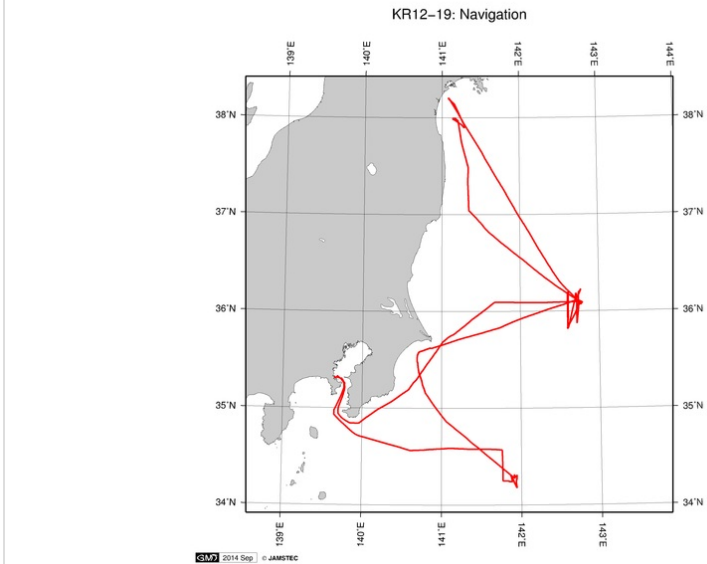 KR12−19: Navigation
139˚E 140˚E 141˚E 142˚E 143˚E 144˚E
38˚N 38˚N
37˚N 37˚N
36˚N 36˚N
35˚N 35˚N
34˚N 34˚N
139˚E 140˚E 141˚E 142˚E 143˚E
GMT 2014 Sep © JAMSTEC